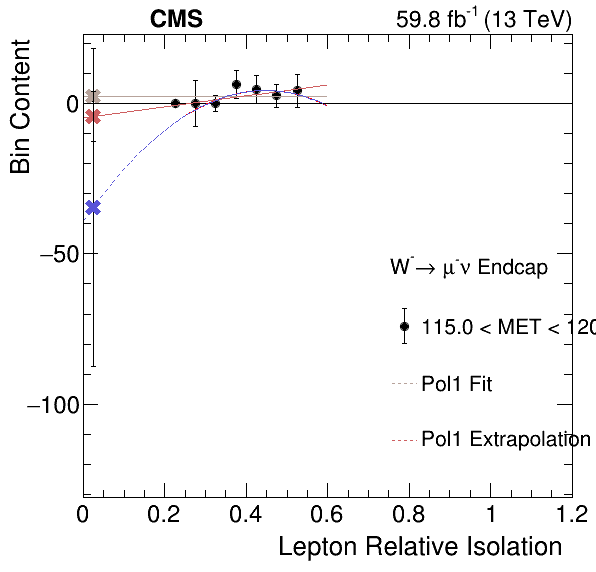 CMS 59.8 fb⁻¹ (13 TeV)
Bin Content
0
−50
−100
W⁻→ μ⁻ν Endcap
115.0 < MET < 120
Pol1 Fit
Pol1 Extrapolation
0 0.2 0.4 0.6 0.8 1 1.2
Lepton Relative Isolation